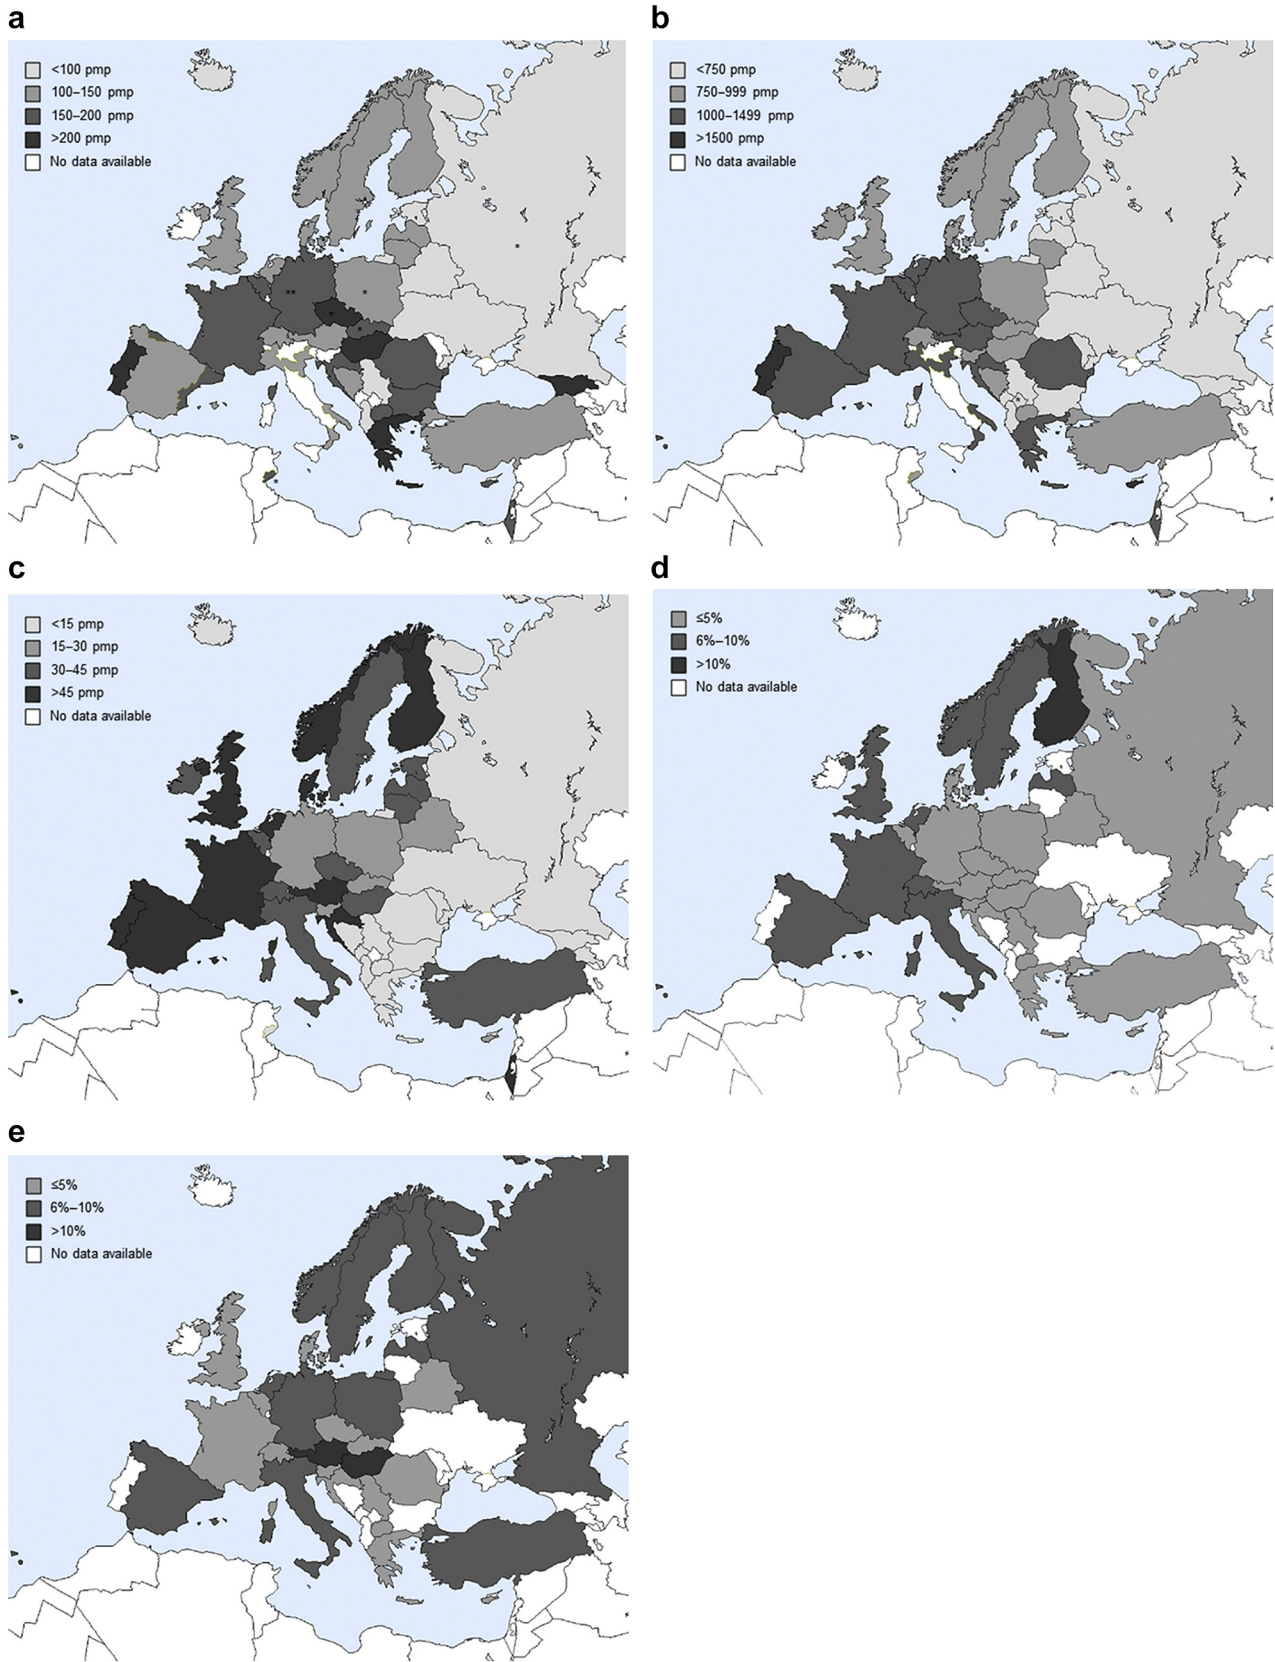 a
<100 pmp
100–150 pmp
150–200 pmp
>200 pmp
No data available
*
**
*
*
*
*
b
<750 pmp
750–999 pmp
1000–1499 pmp
>1500 pmp
No data available
*
c
<15 pmp
15–30 pmp
30–45 pmp
>45 pmp
No data available
d
≤5%
6%–10%
>10%
No data available
e
≤5%
6%–10%
>10%
No data available